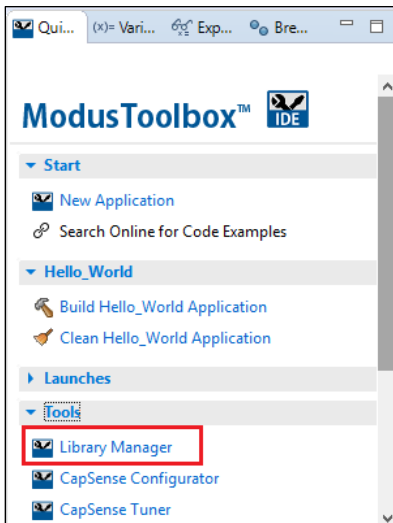 Qui... (x)= Vari... Exp... Bre...
ModusToolbox™ IDE
Start
New Application
Search Online for Code Examples
Hello_World
Build Hello_World Application
Clean Hello_World Application
Launches
Tools
Library Manager
CapSense Configurator
CapSense Tuner